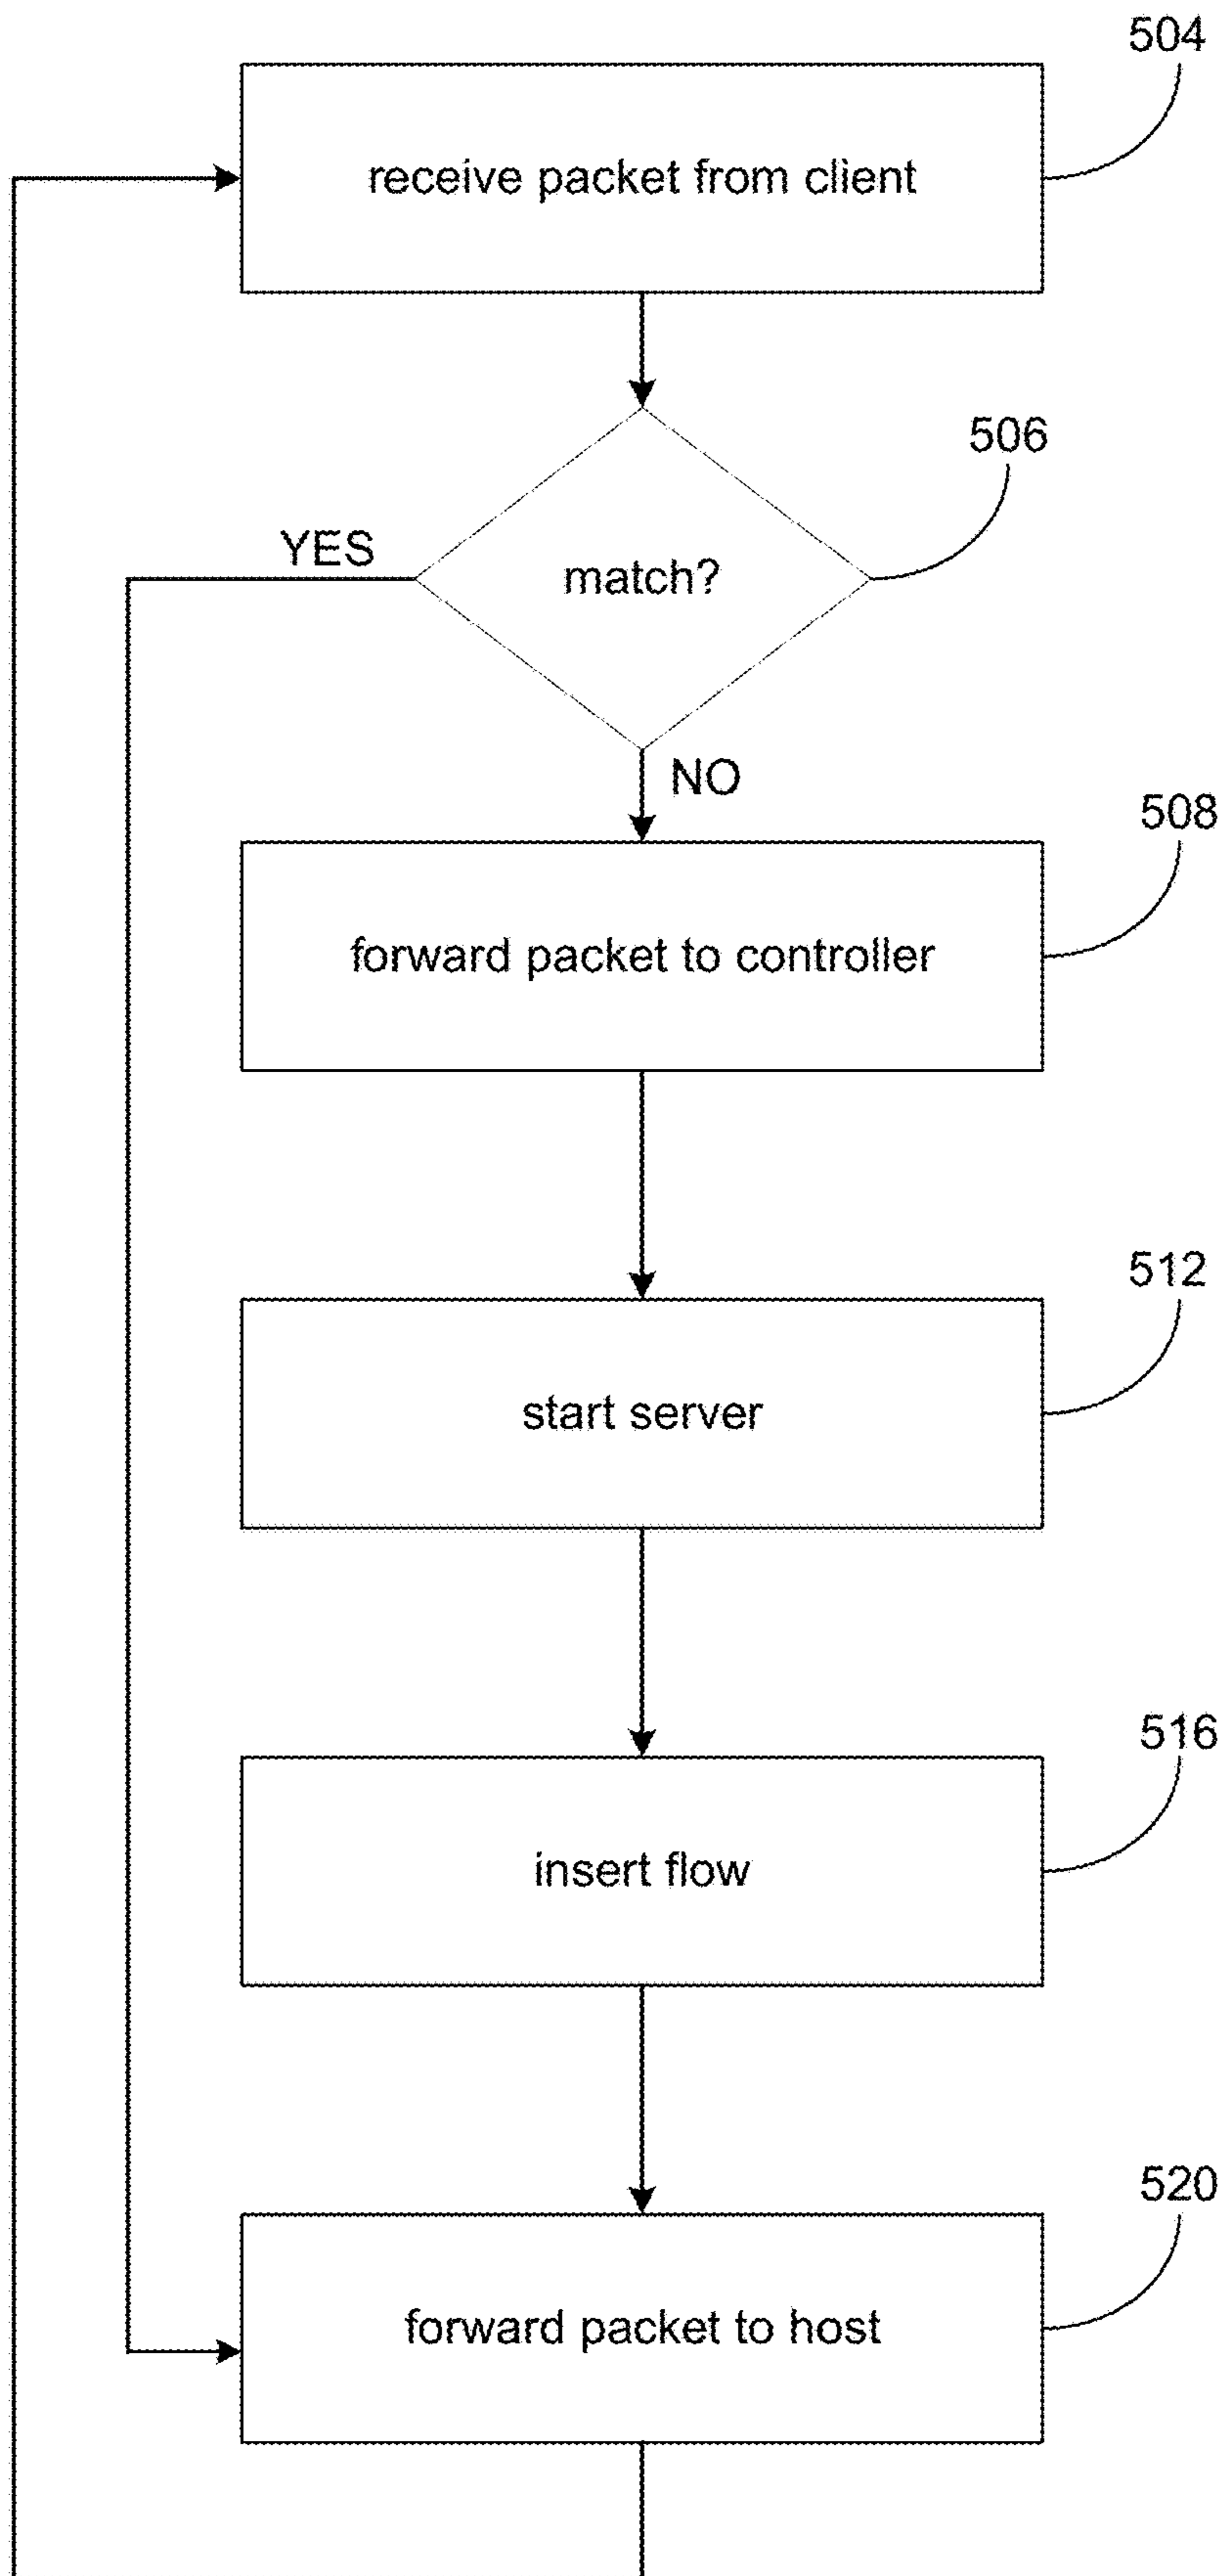 504
receive packet from client
506
YES
match?
NO
508
forward packet to controller
512
start server
516
insert flow
520
forward packet to host